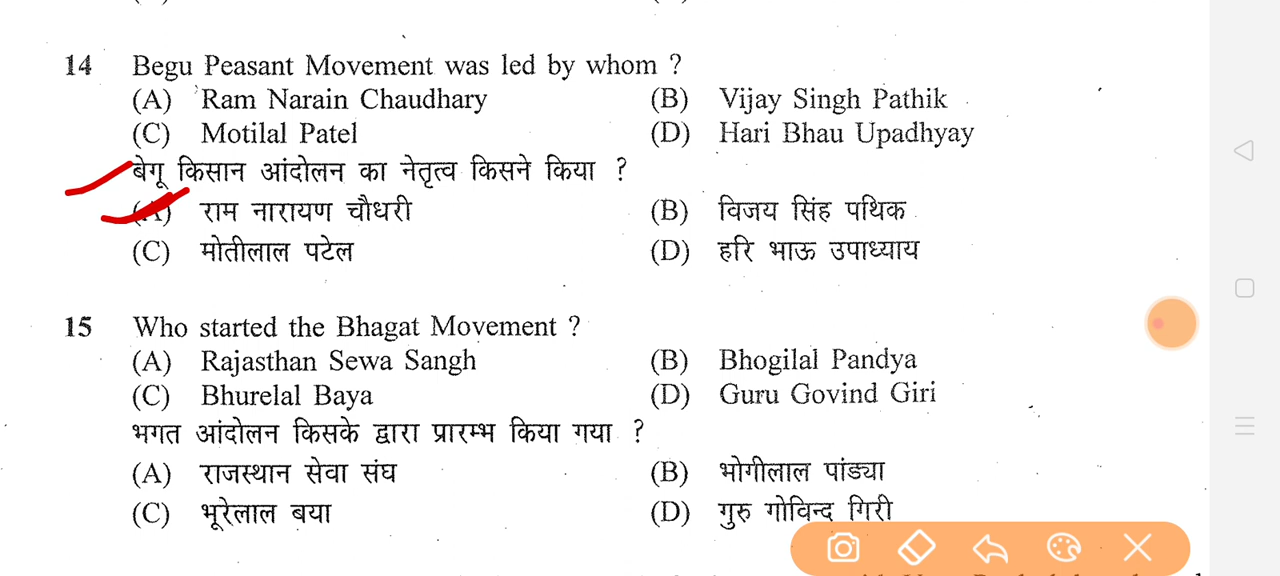 14 Begu Peasant Movement was led by whom ?
(A) Ram Narain Chaudhary (B) Vijay Singh Pathik
(C) Motilal Patel (D) Hari Bhau Upadhyay
बेगू किसान आंदोलन का नेतृत्व किसने किया ?
(A) राम नारायण चौधरी (B) विजय सिंह पथिक
(C) मोतीलाल पटेल (D) हरि भाऊ उपाध्याय
15 Who started the Bhagat Movement ?
(A) Rajasthan Sewa Sangh (B) Bhogilal Pandya
(C) Bhurelal Baya (D) Guru Govind Giri
भगत आंदोलन किसके द्वारा प्रारम्भ किया गया ?
(A) राजस्थान सेवा संघ (B) भोगीलाल पांड्या
(C) भूरेलाल बया (D) गुरु गोविन्द गिरी